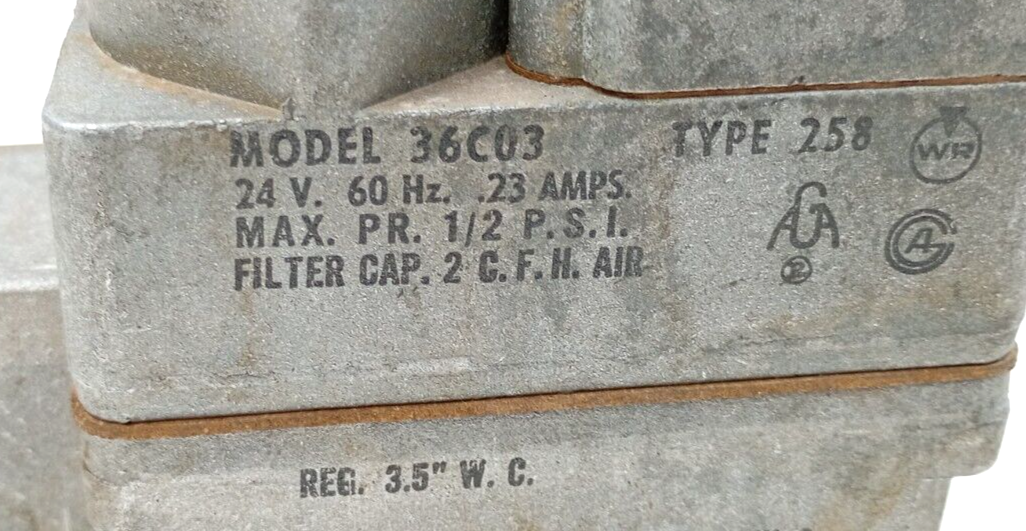 MODEL 36C03 TYPE 258 WR
24 V. 60 Hz. .23 AMPS.
MAX. PR. 1/2 P.S.I. AGA
FILTER CAP. 2 C.F.H. AIR
REG. 3.5" W.C.